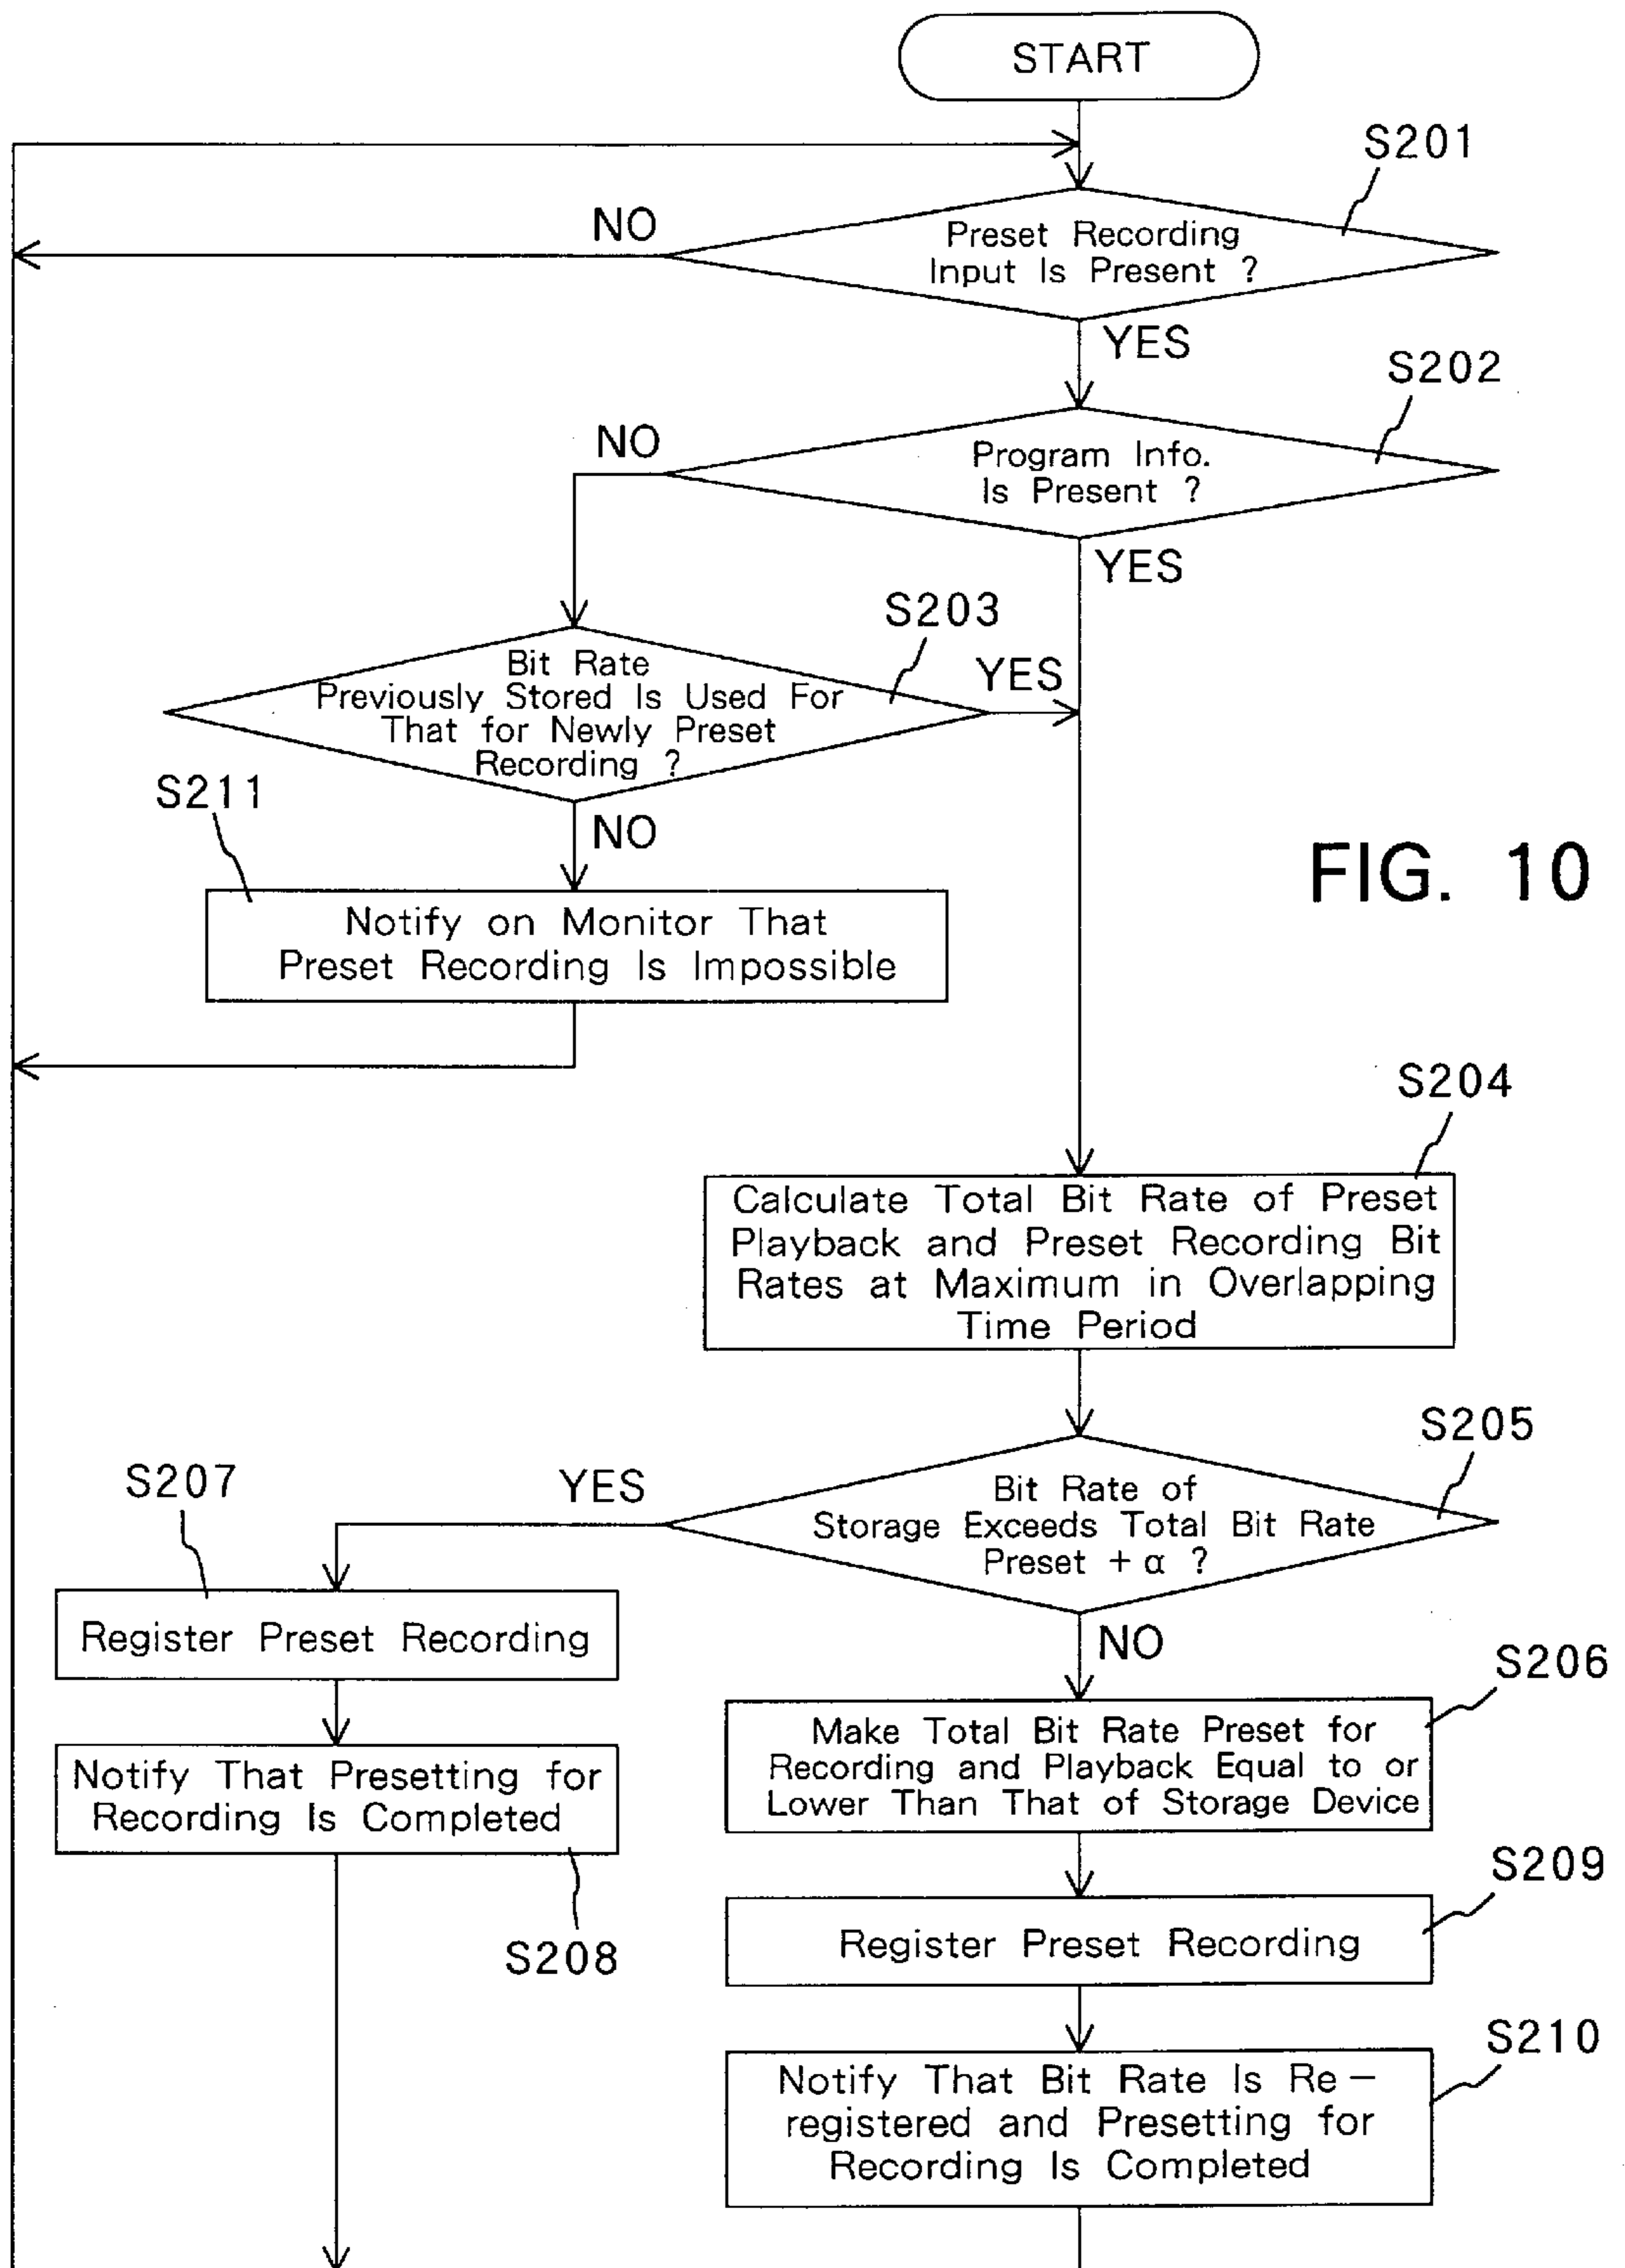 START
S201
NO
Preset Recording
Input Is Present ?
YES
S202
NO
Program Info.
Is Present ?
YES
S203
Bit Rate
Previously Stored Is Used For
That for Newly Preset
Recording ?
YES
S211
NO
FIG. 10
Notify on Monitor That
Preset Recording Is Impossible
S204
Calculate Total Bit Rate of Preset
Playback and Preset Recording Bit
Rates at Maximum in Overlapping
Time Period
S205
S207
YES
Bit Rate of
Storage Exceeds Total Bit Rate
Preset + α ?
Register Preset Recording
NO
S206
Make Total Bit Rate Preset for
Recording and Playback Equal to or
Lower Than That of Storage Device
Notify That Presetting for
Recording Is Completed
S208
S209
Register Preset Recording
S210
Notify That Bit Rate Is Re-
registered and Presetting for
Recording Is Completed